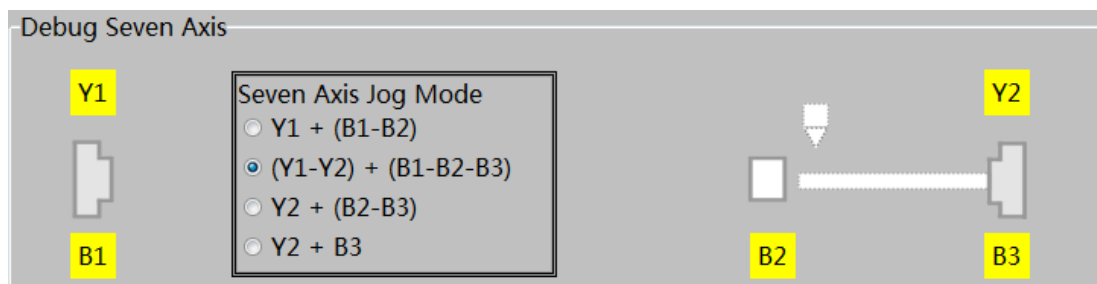 Debug Seven Axis
Y1
Seven Axis Jog Mode
Y1 + (B1-B2)
(Y1-Y2) + (B1-B2-B3)
Y2 + (B2-B3)
Y2 + B3
B1
Y2
B2
B3